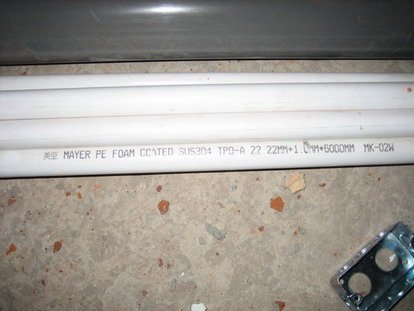 美亞 MAYER PE FOAM COATED SUS304 TPD-A 22 22MM*1.0MM*6000MM MK-02W